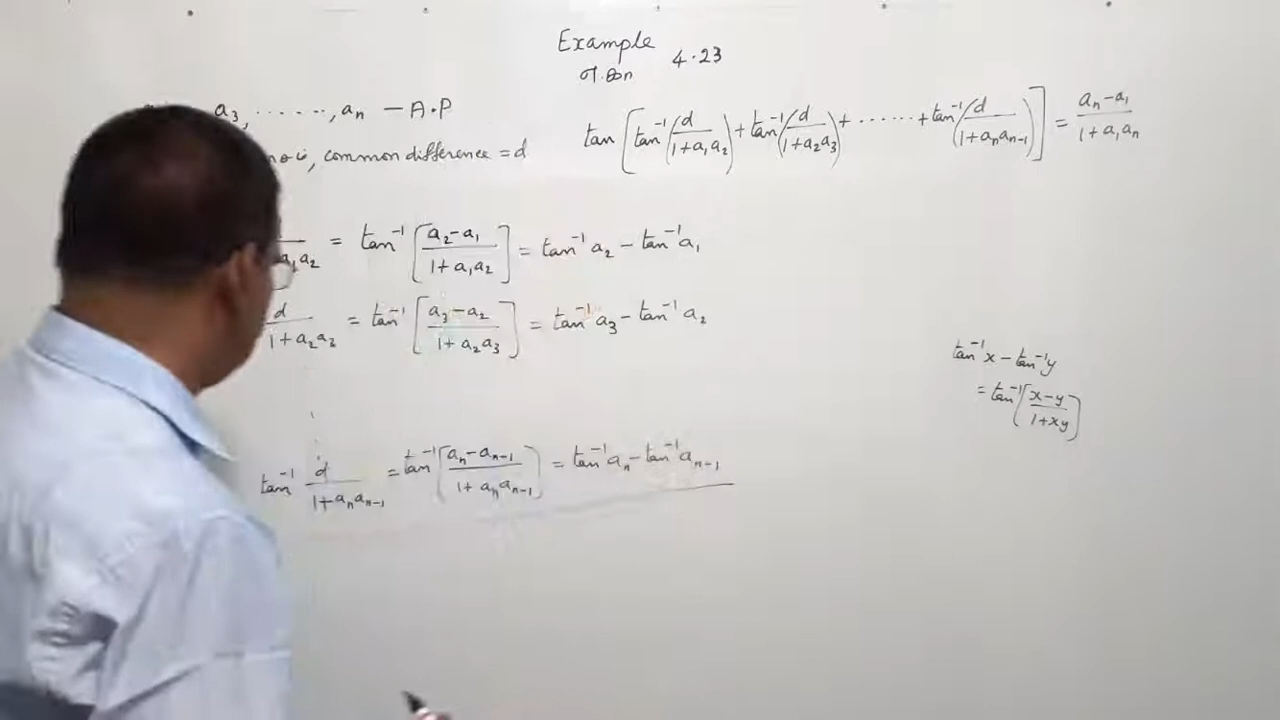 Example 4.23
a₃, ......, aₙ – A.P
common difference = d
tan [tan⁻¹(d/(1+a₁a₂)) + tan⁻¹(d/(1+a₂a₃)) + ...... + tan⁻¹(d/(1+aₙaₙ₋₁))] = (aₙ-a₁)/(1+a₁aₙ)
a₁a₂ = tan⁻¹[(a₂-a₁)/(1+a₁a₂)] = tan⁻¹a₂ - tan⁻¹a₁
d/(1+a₂a₃) = tan⁻¹[(a₃-a₂)/(1+a₂a₃)] = tan⁻¹a₃ - tan⁻¹a₂
tan⁻¹x - tan⁻¹y
= tan⁻¹[(x-y)/(1+xy)]
tan⁻¹ d/(1+aₙaₙ₋₁) = tan⁻¹[(aₙ-aₙ₋₁)/(1+aₙaₙ₋₁)] = tan⁻¹aₙ - tan⁻¹aₙ₋₁